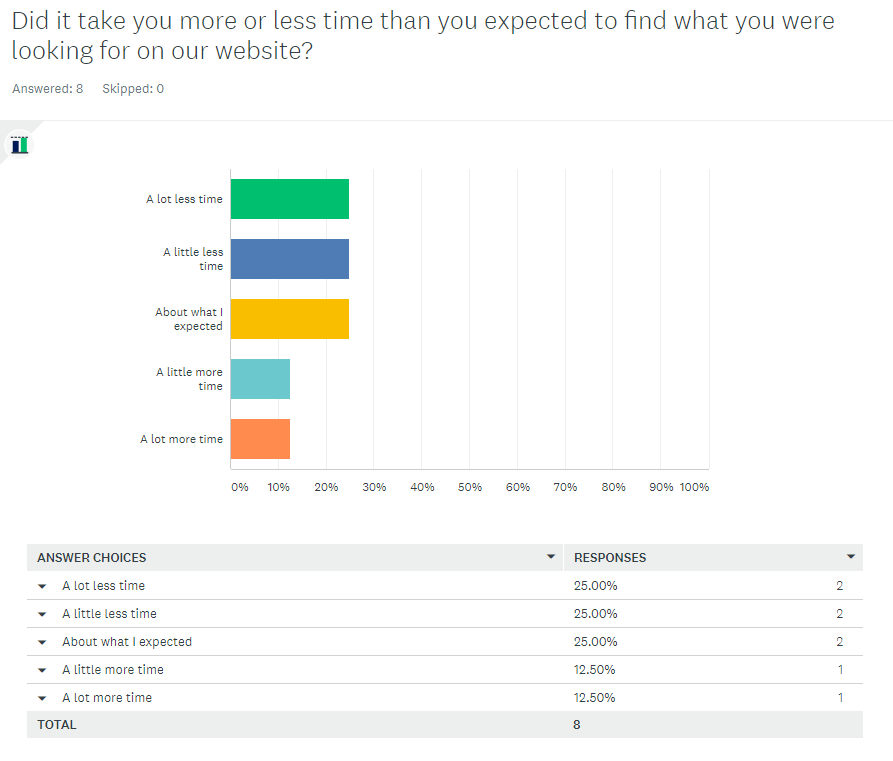 Did it take you more or less time than you expected to find what you were
looking for on our website?
Answered: 8 Skipped: 0
A lot less time
A little less
time
About what I
expected
A little more
time
A lot more time
0% 10% 20% 30% 40% 50% 60% 70% 80% 90% 100%
ANSWER CHOICES RESPONSES
A lot less time 25.00% 2
A little less time 25.00% 2
About what I expected 25.00% 2
A little more time 12.50% 1
A lot more time 12.50% 1
TOTAL 8